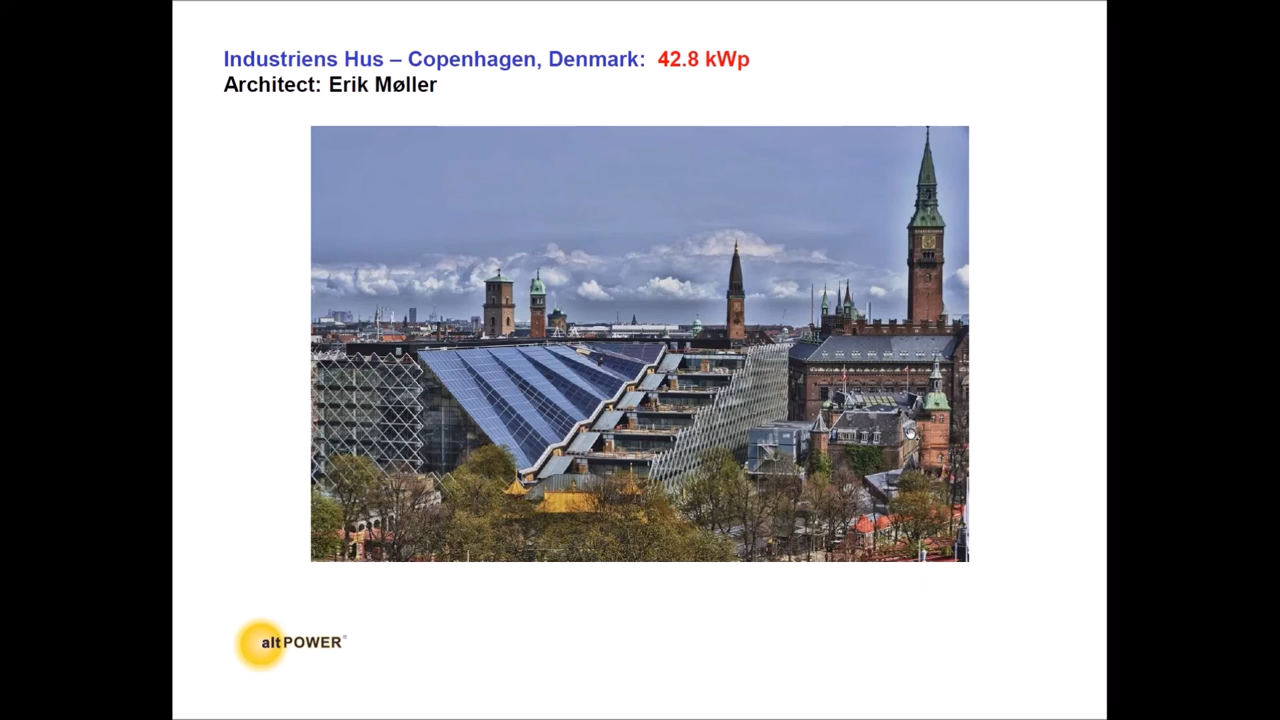 Industriens Hus – Copenhagen, Denmark: 42.8 kWp
Architect: Erik Møller
altPOWER®